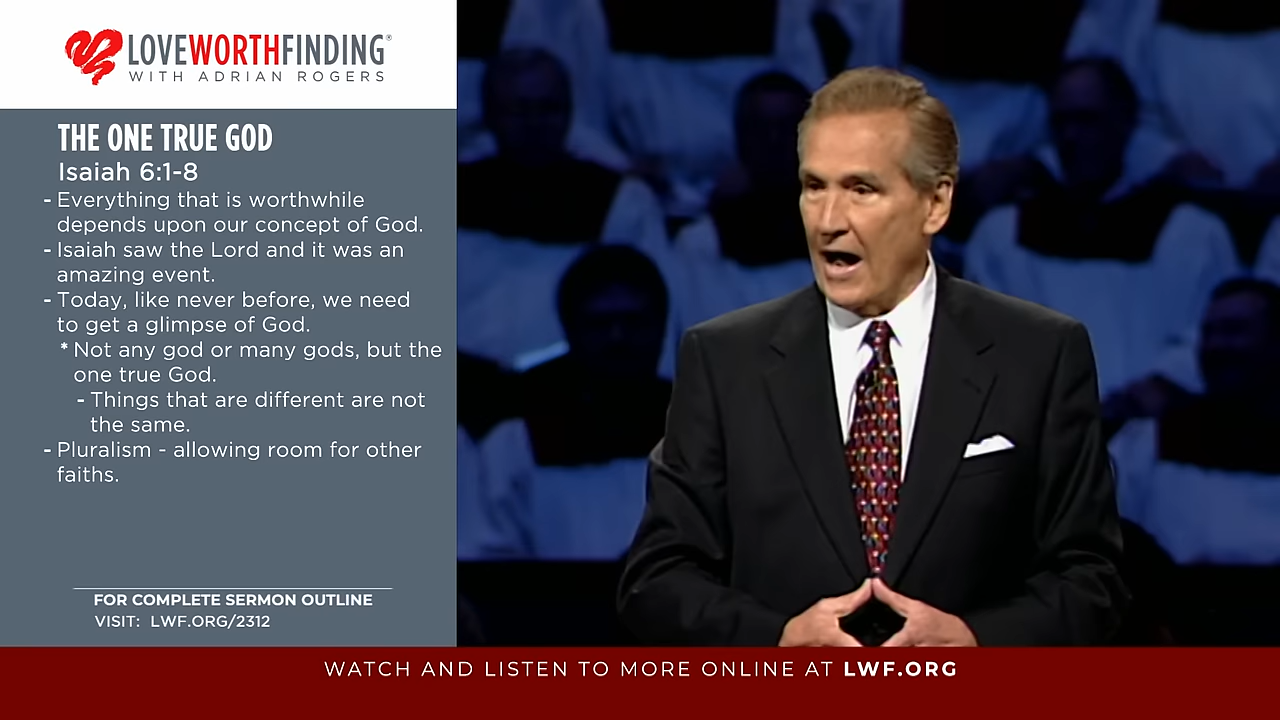 LOVEWORTHFINDING®
WITH ADRIAN ROGERS
THE ONE TRUE GOD
Isaiah 6:1-8
- Everything that is worthwhile
depends upon our concept of God.
- Isaiah saw the Lord and it was an
amazing event.
- Today, like never before, we need
to get a glimpse of God.
* Not any god or many gods, but the
one true God.
- Things that are different are not
the same.
- Pluralism - allowing room for other
faiths.
FOR COMPLETE SERMON OUTLINE
VISIT: LWF.ORG/2312
WATCH AND LISTEN TO MORE ONLINE AT LWF.ORG